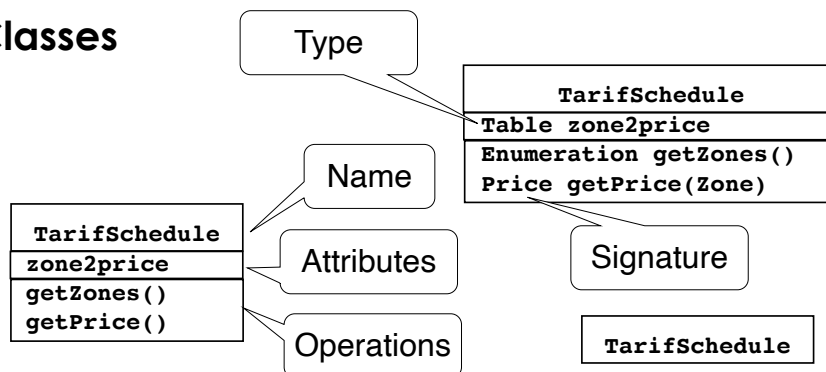 Classes
Type
TarifSchedule
Table zone2price
Enumeration getZones()
Price getPrice(Zone)
Name
TarifSchedule
zone2price
getZones()
getPrice()
Attributes
Signature
Operations
TarifSchedule